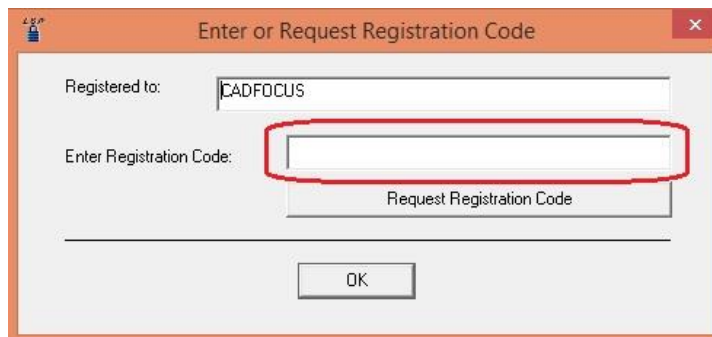 Enter or Request Registration Code
Registered to: CADFOCUS
Enter Registration Code:
Request Registration Code
OK